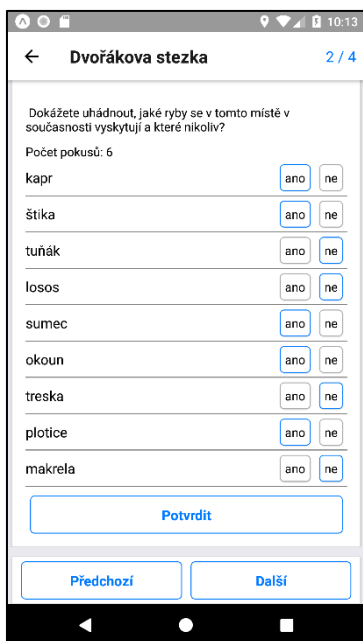 10:13
Dvořákova stezka 2 / 4
Dokážete uhádnout, jaké ryby se v tomto místě v
současnosti vyskytují a které nikoliv?
Počet pokusů: 6
kapr ano ne
štika ano ne
tuňák ano ne
losos ano ne
sumec ano ne
okoun ano ne
treska ano ne
plotice ano ne
makrela ano ne
Potvrdit
Předchozí Další